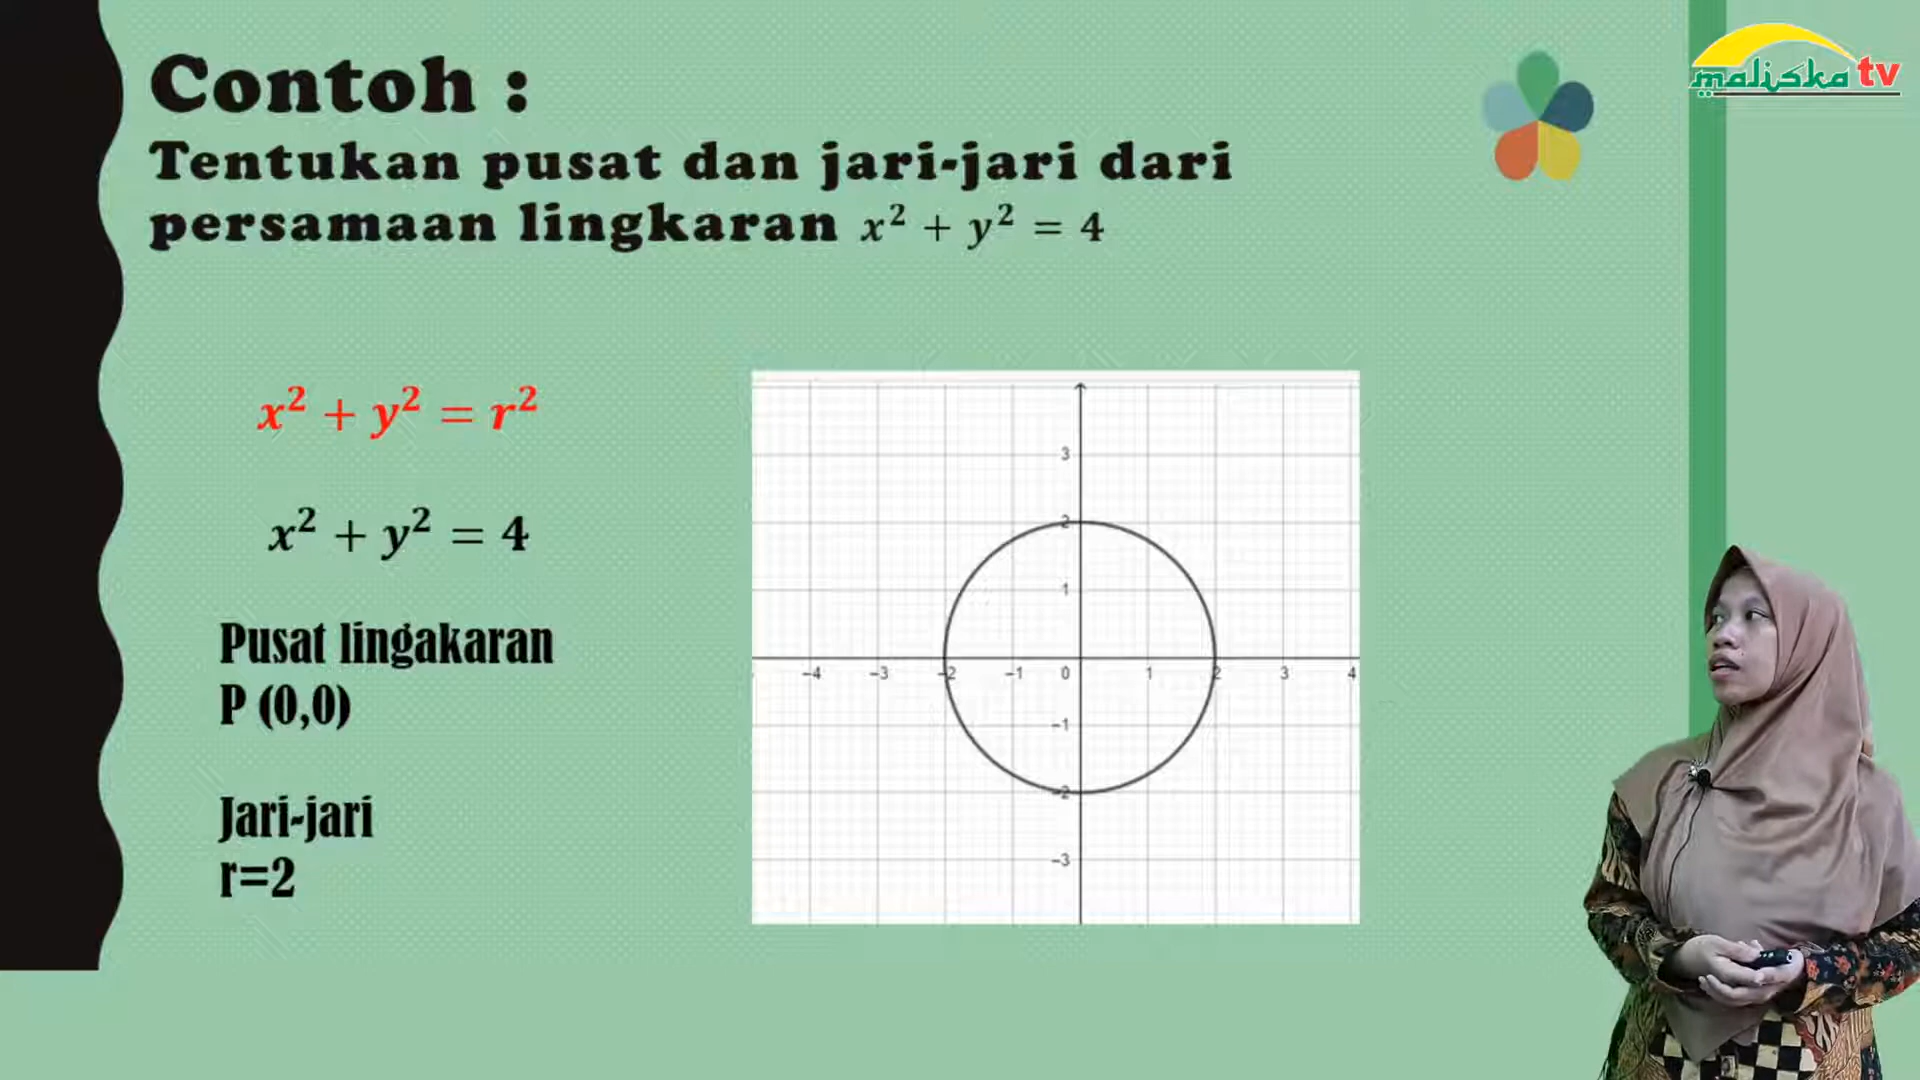 maliska tv
Contoh :
Tentukan pusat dan jari-jari dari
persamaan lingkaran x² + y² = 4
x² + y² = r²
x² + y² = 4
Pusat lingakaran
P (0,0)
Jari-jari
r=2
3
2
1
-4 -3 -2 -1 0 1 2 3 4
-1
-2
-3